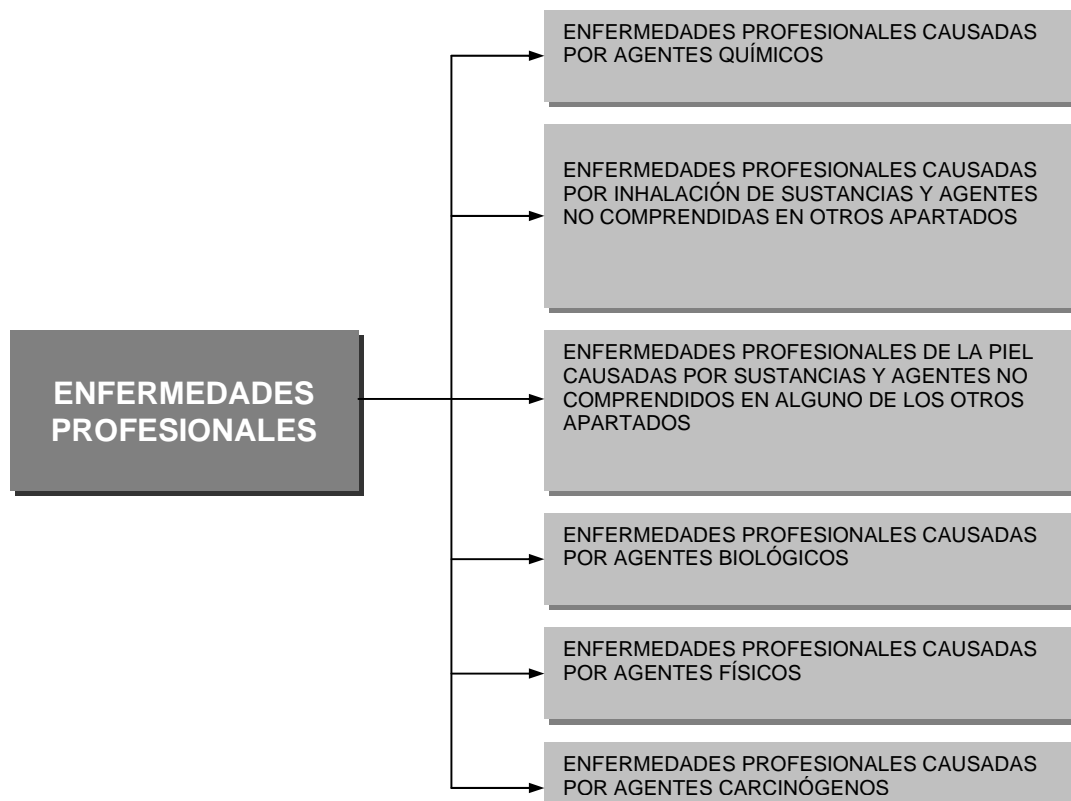 ENFERMEDADES PROFESIONALES CAUSADAS
POR AGENTES QUÍMICOS
ENFERMEDADES PROFESIONALES CAUSADAS
POR INHALACIÓN DE SUSTANCIAS Y AGENTES
NO COMPRENDIDAS EN OTROS APARTADOS
ENFERMEDADES
PROFESIONALES
ENFERMEDADES PROFESIONALES DE LA PIEL
CAUSADAS POR SUSTANCIAS Y AGENTES NO
COMPRENDIDOS EN ALGUNO DE LOS OTROS
APARTADOS
ENFERMEDADES PROFESIONALES CAUSADAS
POR AGENTES BIOLÓGICOS
ENFERMEDADES PROFESIONALES CAUSADAS
POR AGENTES FÍSICOS
ENFERMEDADES PROFESIONALES CAUSADAS
POR AGENTES CARCINÓGENOS